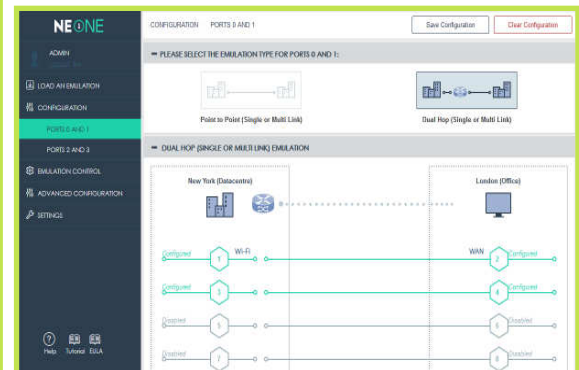 NE ONE
CONFIGURATION PORTS 0 AND 1
Save Configuration
Clear Configuration
ADMIN
PLEASE SELECT THE EMULATION TYPE FOR PORTS 0 AND 1:
LOAD AN EMULATION
CONFIGURATION
PORTS 0 AND 1
PORTS 2 AND 3
EMULATION CONTROL
ADVANCED CONFIGURATION
SETTINGS
Help Tutorial EULA
Point to Point (Single or Multi Link)
Dual Hop (Single or Multi Link)
DUAL HOP (SINGLE OR MULTI LINK) EMULATION
New York (Datacentre)
London (Office)
Configured 1 Wi-Fi WAN 2 Configured
Configured 3 4 Configured
Disabled 5 6 Disabled
Disabled 7 8 Disabled